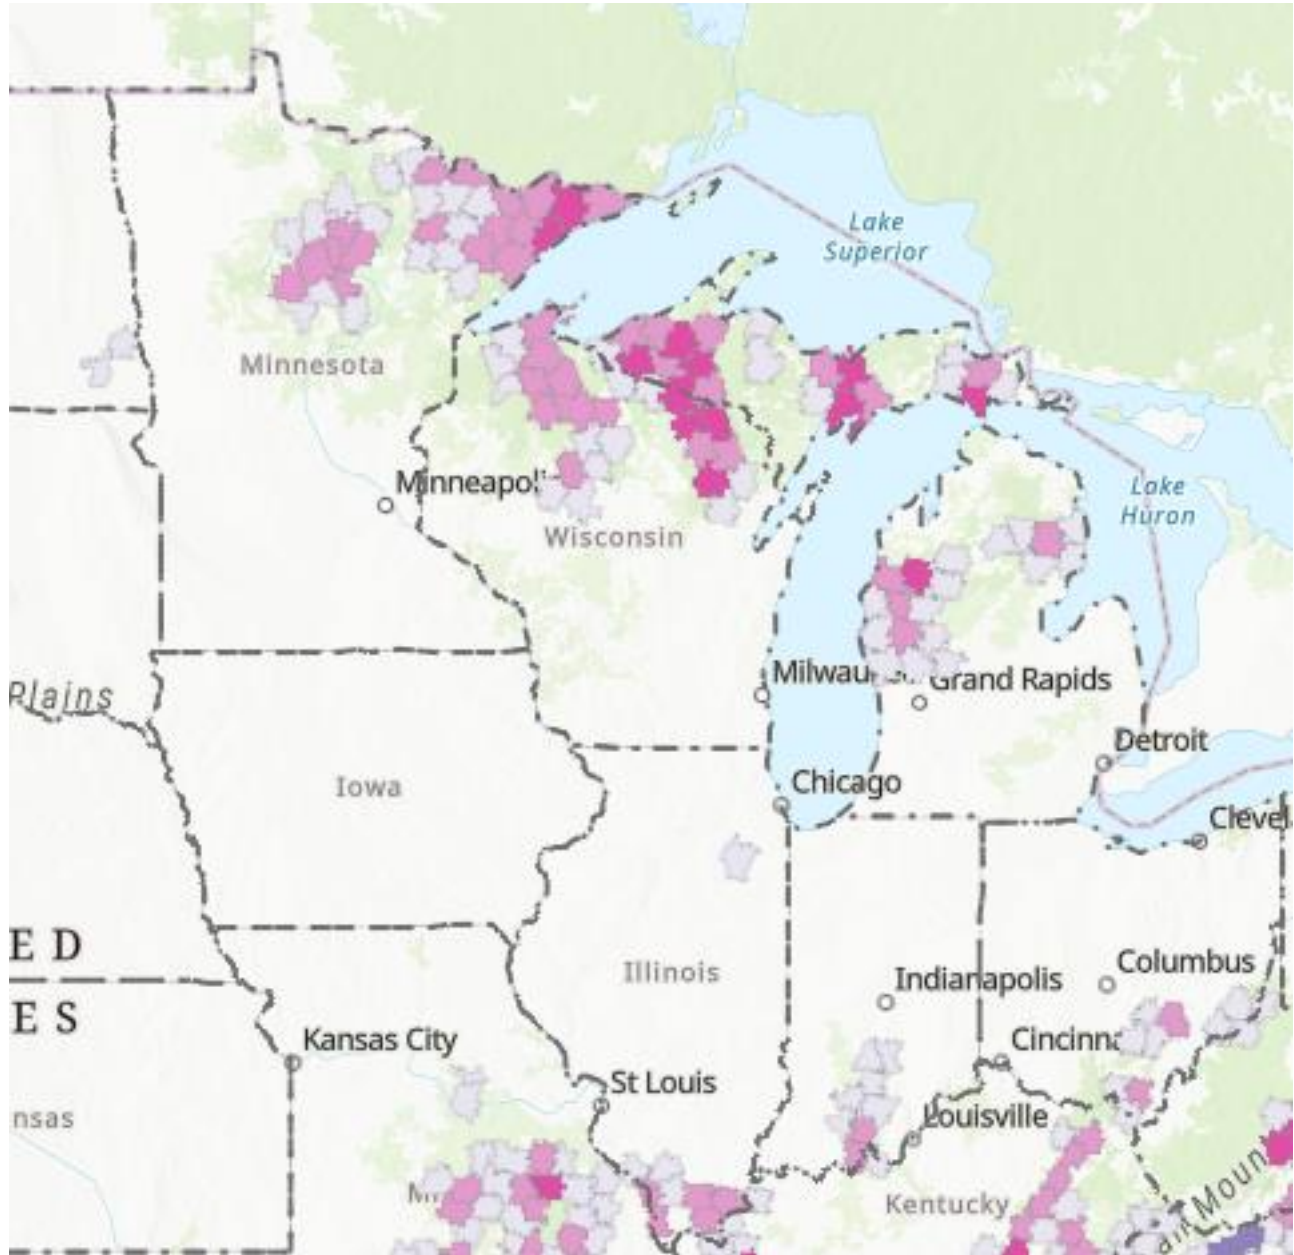 Lake
Superior
Minnesota
Lake
Huron
Wisconsin
Plains
Grand Rapids
Detroit
Iowa
Chicago
E D
Illinois
Columbus
Indianapolis
E S
Kansas City
St Louis
nsas
Louisville
Kentucky
Moun